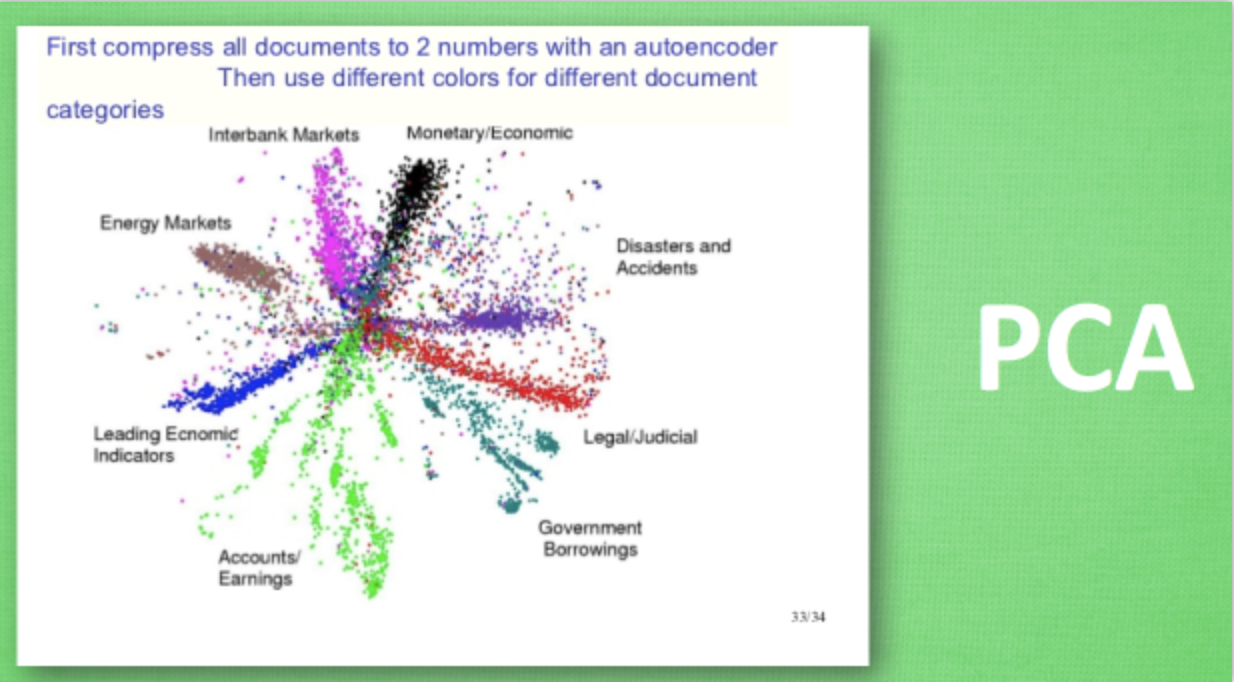 First compress all documents to 2 numbers with an autoencoder
Then use different colors for different document
categories
Interbank Markets
Monetary/Economic
Energy Markets
Disasters and
Accidents
PCA
Leading Ecnomic
Indicators
Legal/Judicial
Government
Borrowings
Accounts/
Earnings
33/34